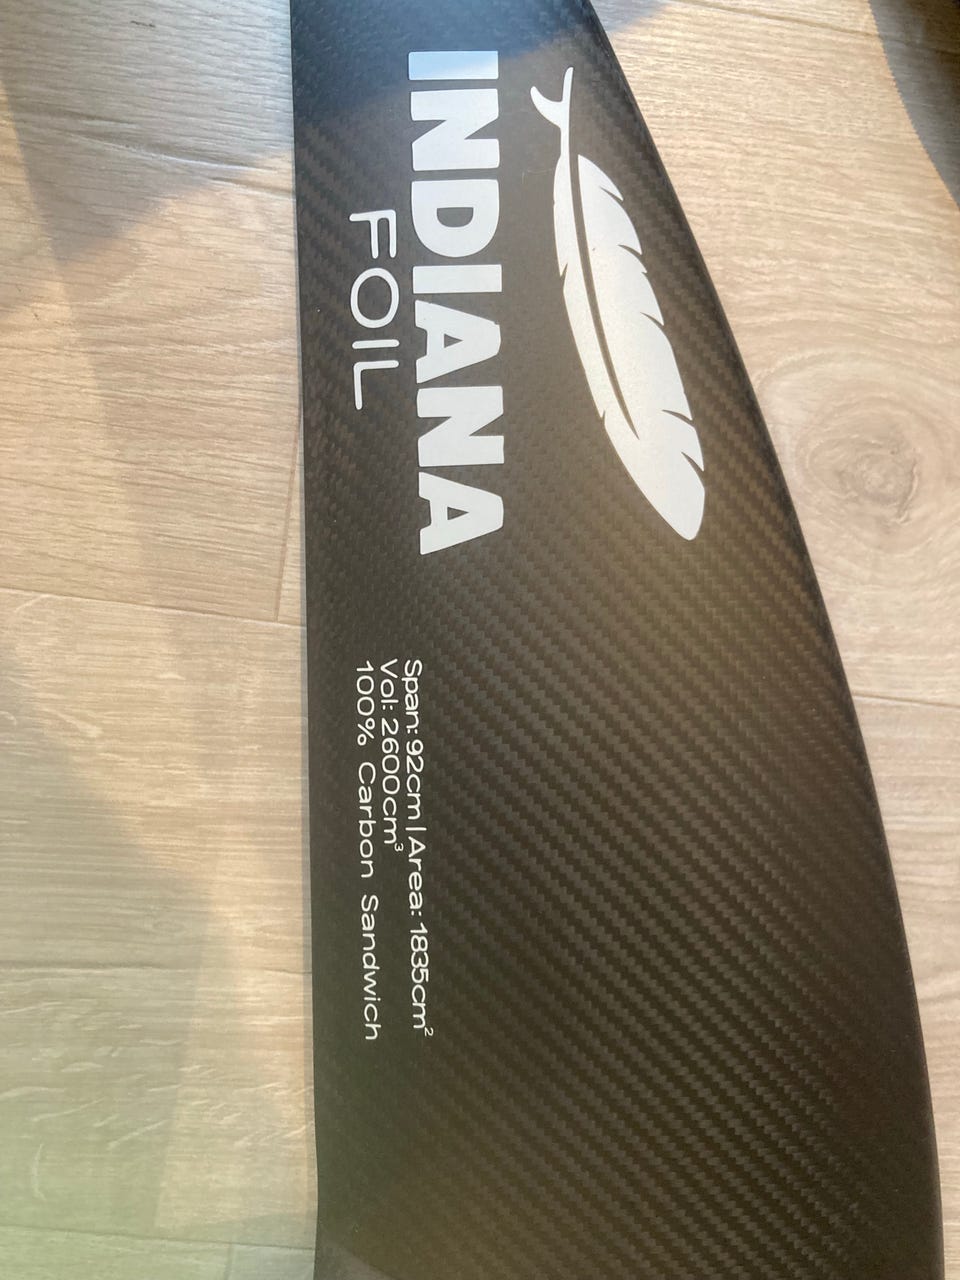 INDIANA
FOIL
Span: 92cm | Area: 1835cm²
Vol: 2600cm³
100% Carbon Sandwich